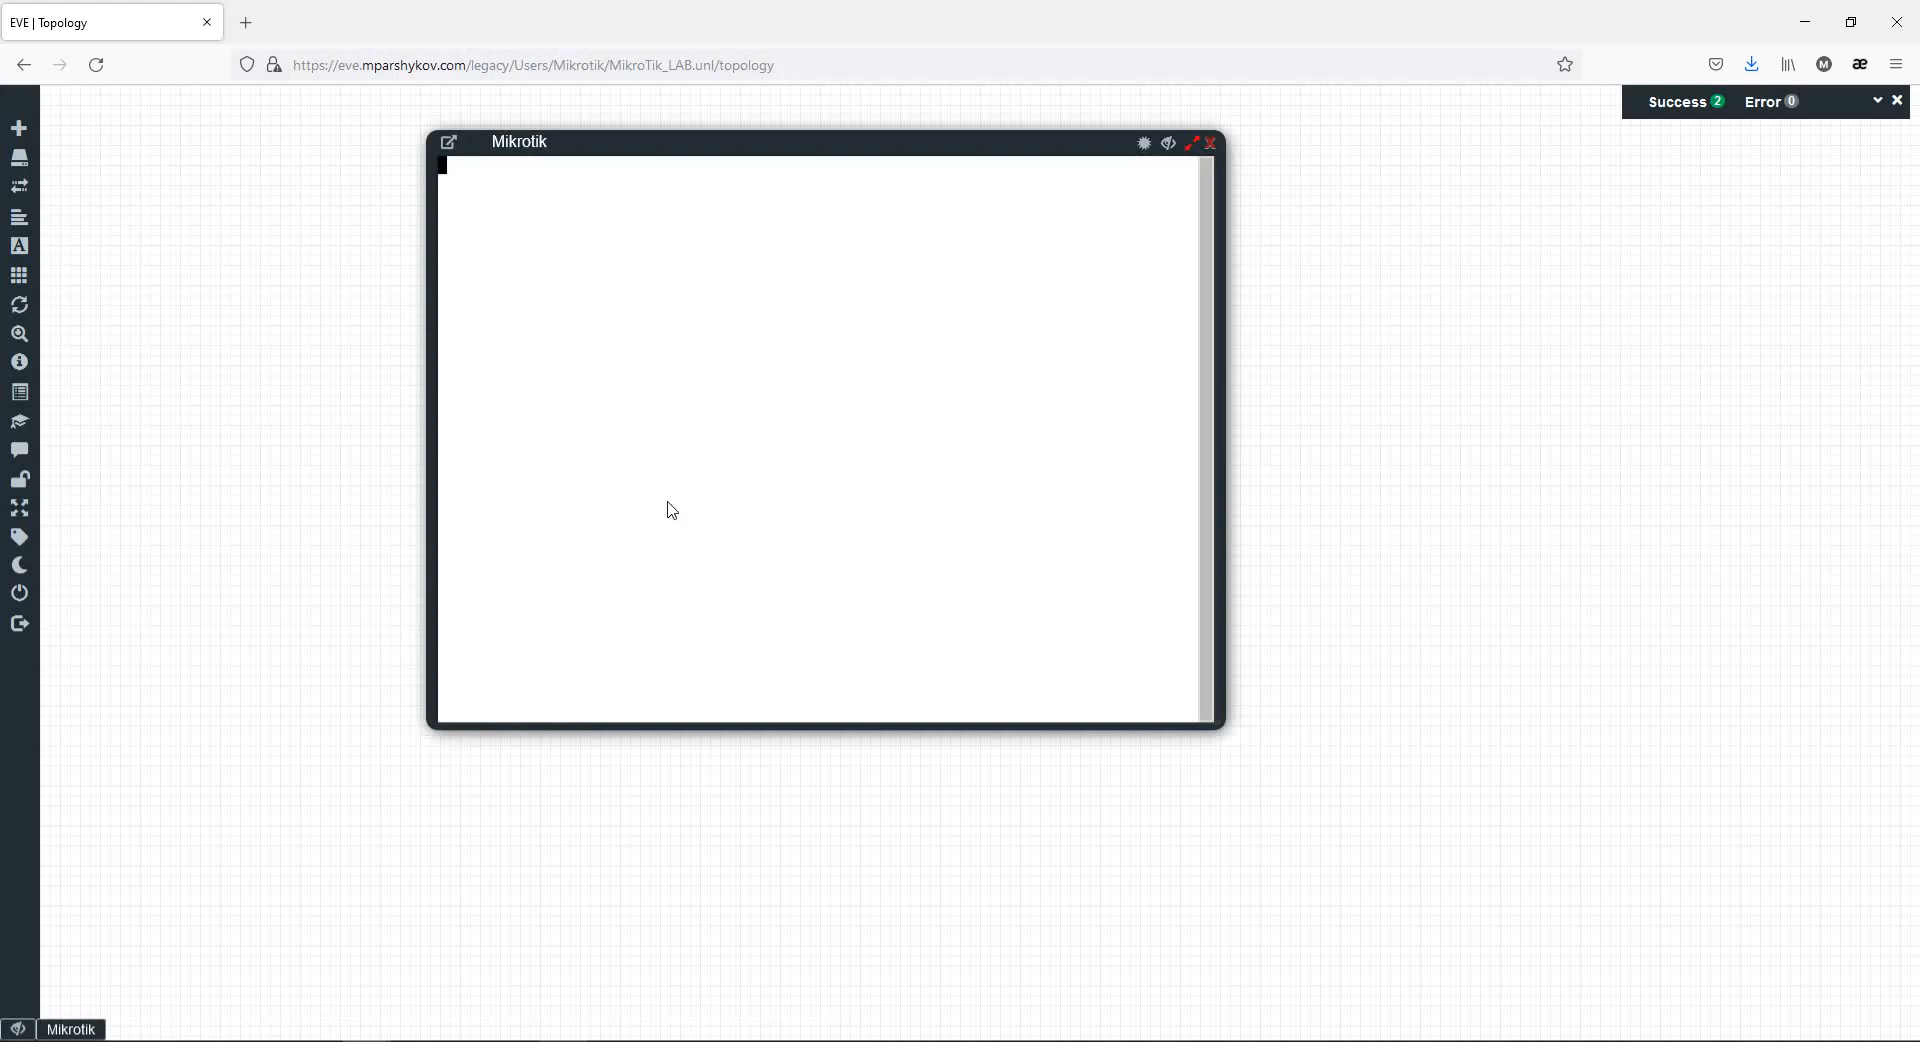 EVE | Topology
https://eve.mparshykov.com/legacy/Users/Mikrotik/MikroTik_LAB.unl/topology
M
æ
Success 2 Error 0
Mikrotik
A
Mikrotik